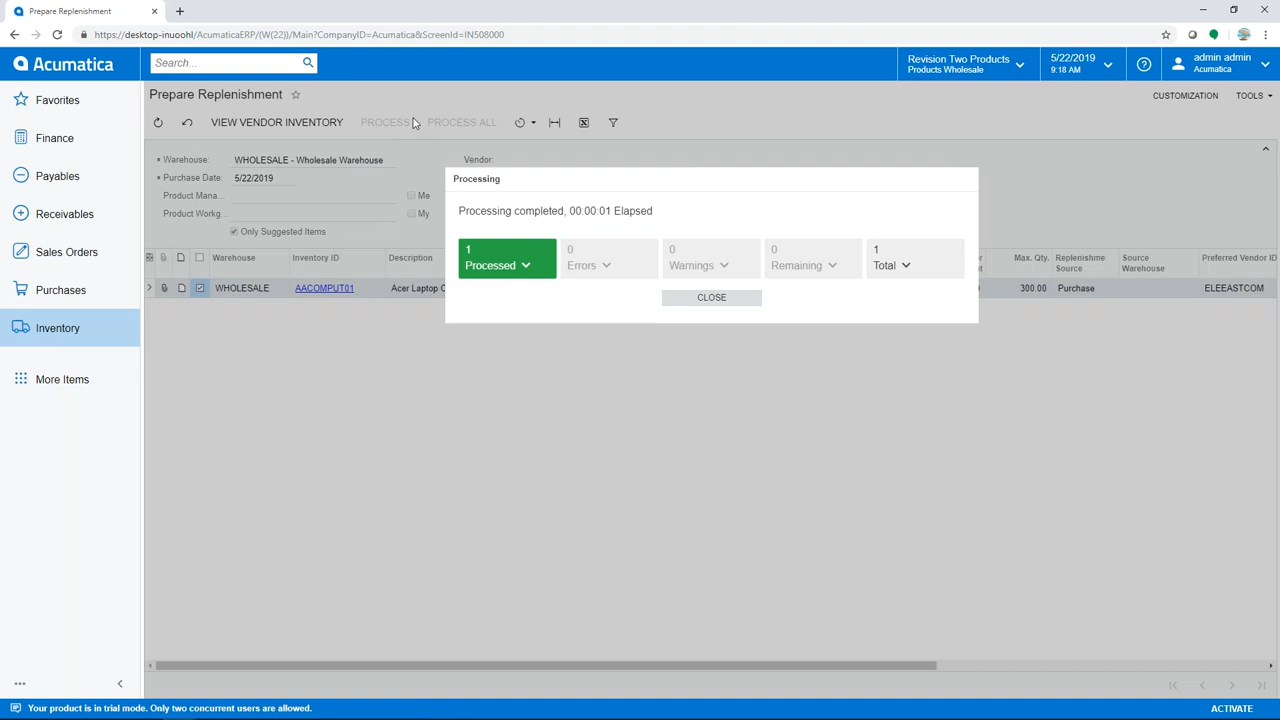 Prepare Replenishment
https://desktop-inuoohl/AcumaticaERP/(W(22))/Main?CompanyID=Acumatica&ScreenId=IN508000
Acumatica
Search...
Revision Two Products
Products Wholesale
5/22/2019
9:18 AM
admin admin
Acumatica
Favorites
Finance
Payables
Receivables
Sales Orders
Purchases
Inventory
More Items
Prepare Replenishment
CUSTOMIZATION
TOOLS
VIEW VENDOR INVENTORY
PROCESS
PROCESS ALL
Warehouse:
WHOLESALE - Wholesale Warehouse
Vendor:
Purchase Date:
5/22/2019
Product Mana...
Me
Product Workg...
My
Only Suggested Items
Processing
Processing completed, 00:00:01 Elapsed
1
Processed
0
Errors
0
Warnings
0
Remaining
1
Total
CLOSE
Warehouse
Inventory ID
Description
Max. Qty.
Replenishme
Source
Source
Warehouse
Preferred Vendor ID
WHOLESALE
AACOMPUT01
Acer Laptop C
300.00
Purchase
ELEEASTCOM
Your product is in trial mode. Only two concurrent users are allowed.
ACTIVATE